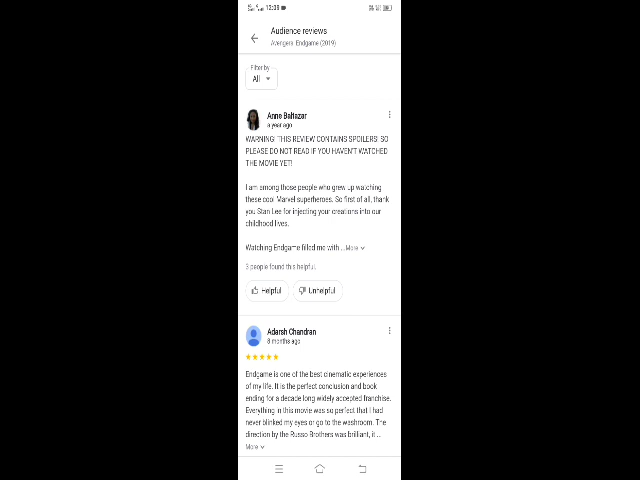 12:09
Audience reviews
Avengers: Endgame (2019)
Filter by
All
Anne Baltazar
a year ago
WARNING! THIS REVIEW CONTAINS SPOILERS! SO
PLEASE DO NOT READ IF YOU HAVEN'T WATCHED
THE MOVIE YET!
I am among those people who grew up watching
these cool Marvel superheroes. So first of all, thank
you Stan Lee for injecting your creations into our
childhood lives.
Watching Endgame filled me with ...More
3 people found this helpful.
Helpful
Unhelpful
Adarsh Chandran
8 months ago
Endgame is one of the best cinematic experiences
of my life. It is the perfect conclusion and book
ending for a decade long widely accepted franchise.
Everything in this movie was so perfect that I had
never blinked my eyes or go to the washroom. The
direction by the Russo Brothers was brilliant, it ...
More